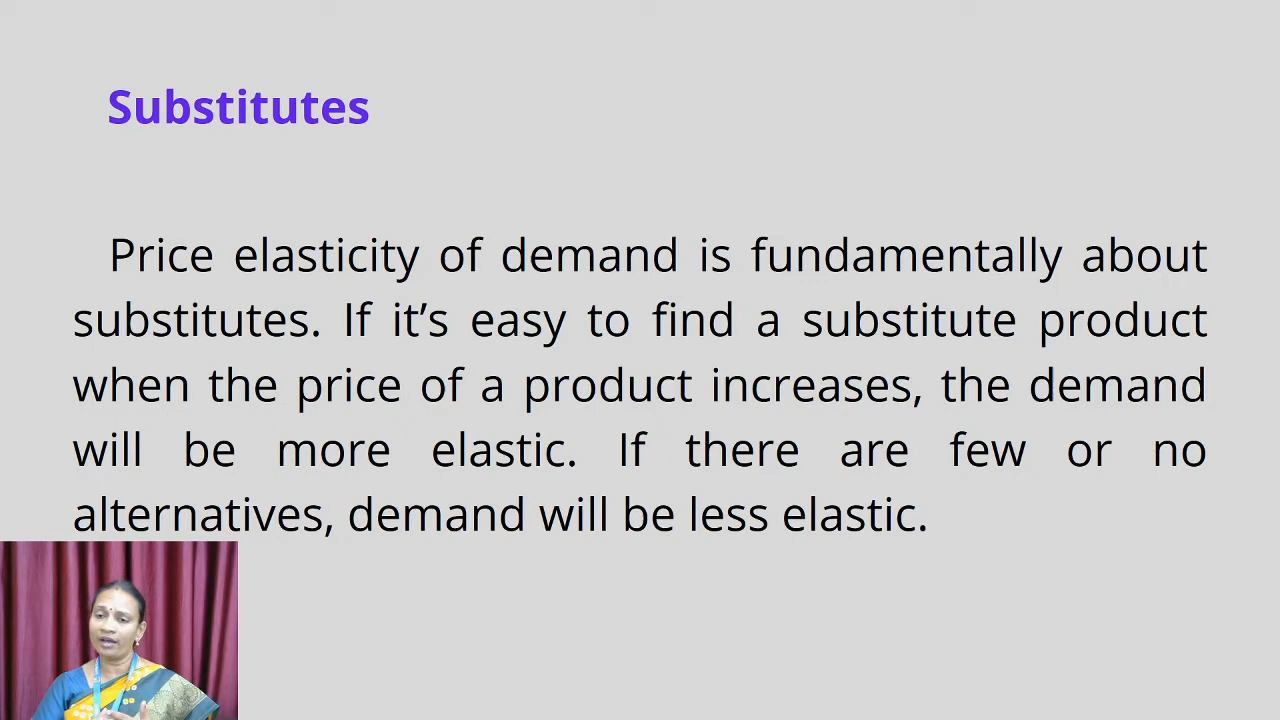 Substitutes
Price elasticity of demand is fundamentally about
substitutes. If it’s easy to find a substitute product
when the price of a product increases, the demand
will be more elastic. If there are few or no
alternatives, demand will be less elastic.